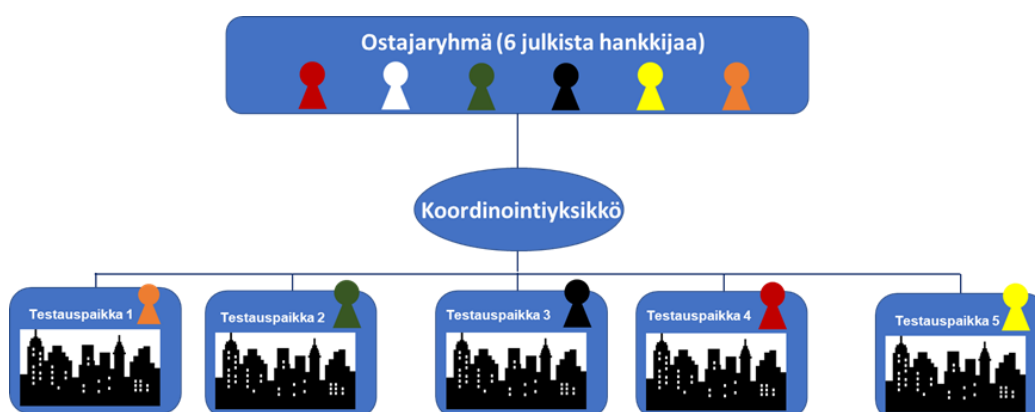 Ostajaryhmä (6 julkista hankkijaa)
Koordinointiyksikkö
Testauspaikka 1
Testauspaikka 2
Testauspaikka 3
Testauspaikka 4
Testauspaikka 5